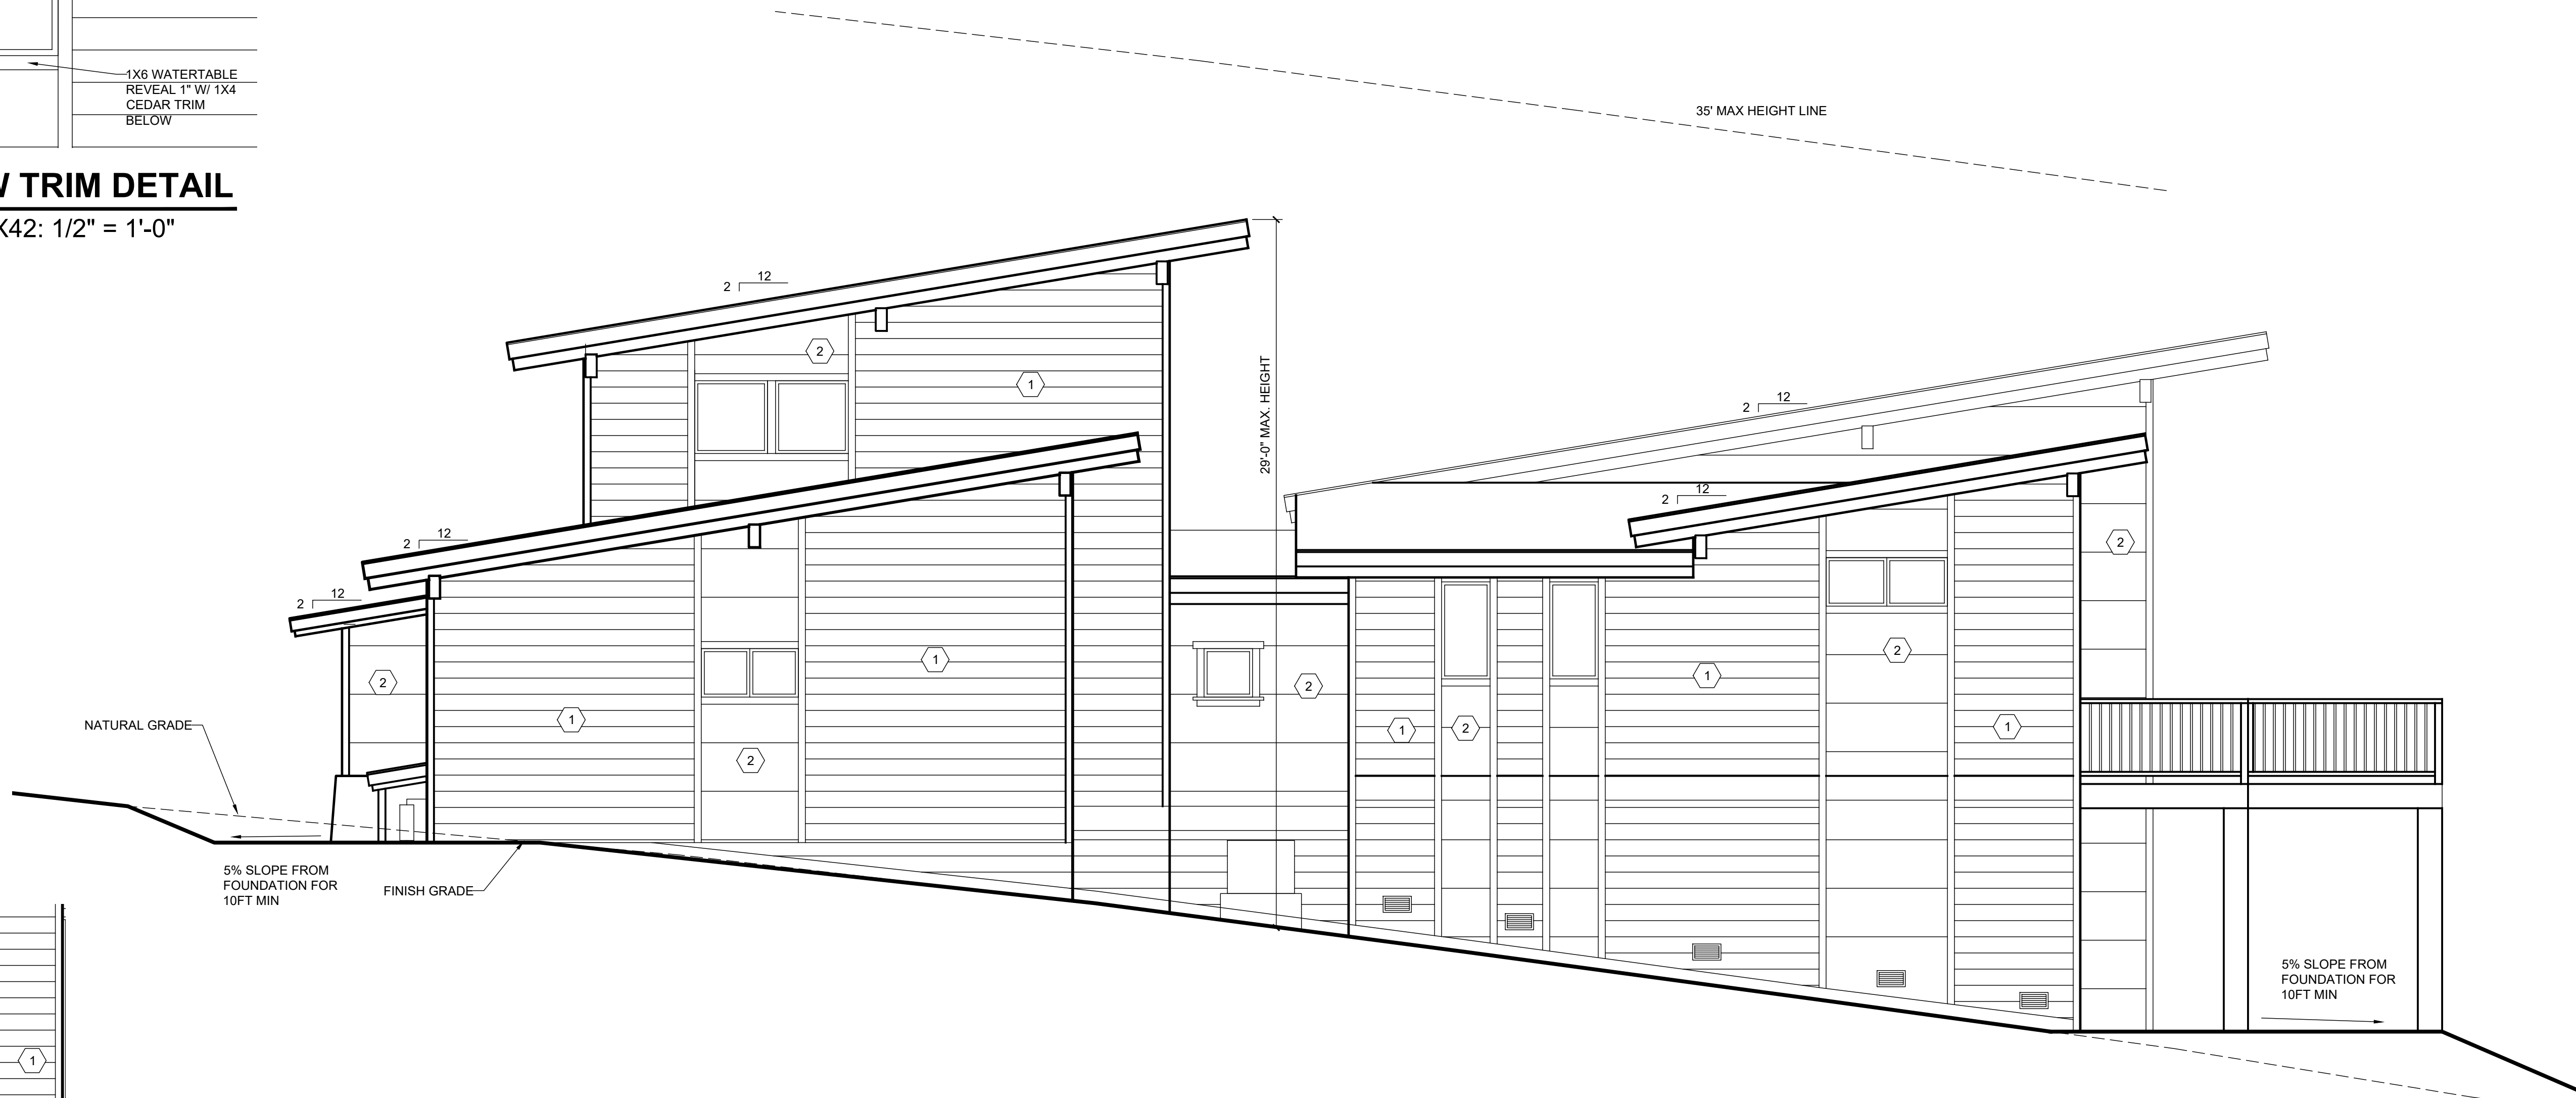 1X6 WATERTABLE
REVEAL 1" W/ 1X4
CEDAR TRIM
BELOW
TRIM DETAIL
X42: 1/2" = 1'-0"
35' MAX HEIGHT LINE
12
2
2
1
29'-0" MAX. HEIGHT
12
2
12
2
12
2
12
2
2
2
1
1
2
2
1
2
1
2
1
2
1
NATURAL GRADE
5% SLOPE FROM
FOUNDATION FOR
10FT MIN
FINISH GRADE
5% SLOPE FROM
FOUNDATION FOR
10FT MIN
1